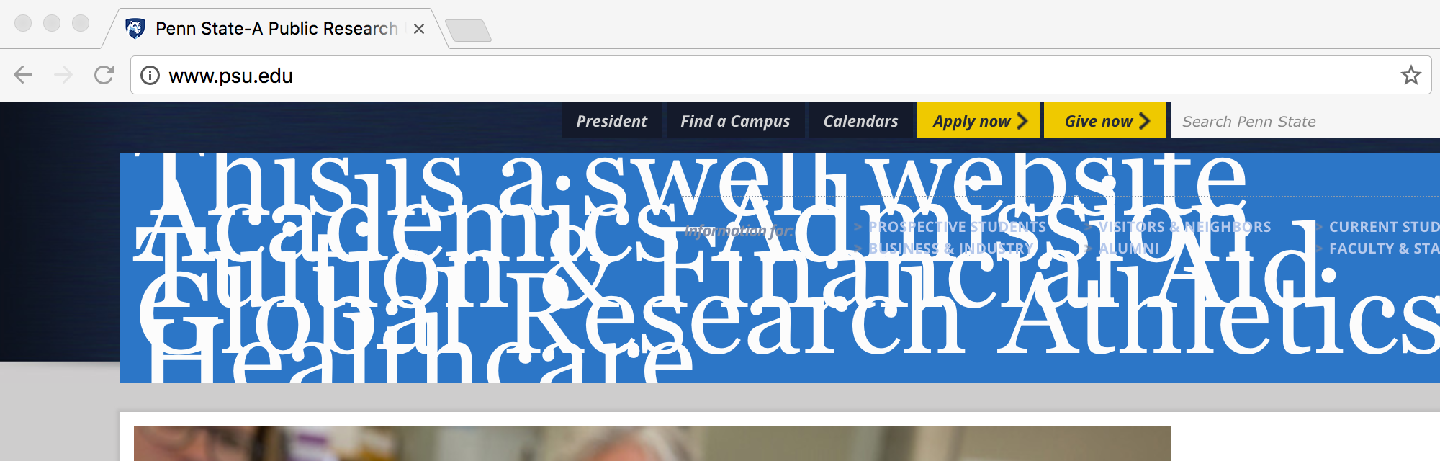 Penn State-A Public Research
www.psu.edu
President Find a Campus Calendars Apply now Give now Search Penn State
This is a swell website
Academics Admission
Information for: > PROSPECTIVE STUDENTS > VISITORS & NEIGHBORS > CURRENT STUD
> BUSINESS & INDUSTRY > ALUMNI > FACULTY & STA
Tuition & Financial Aid
Global Research Athletics
Healthcare